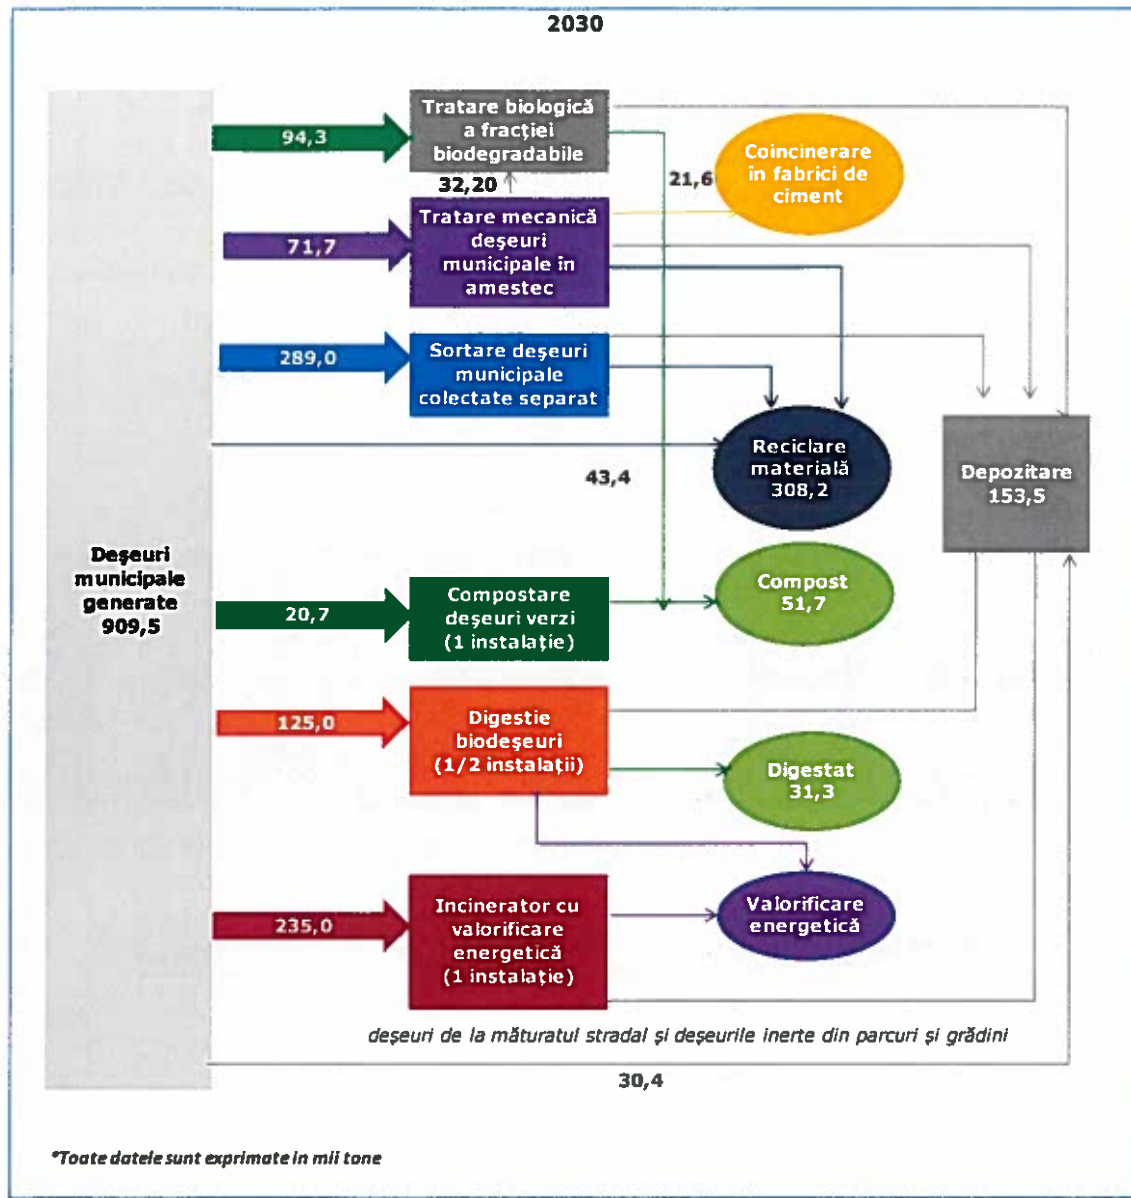 2030
Tratare biologică
a fracției
biodegradabile
94,3
Coincinerare
în fabrici de
ciment
32,20
21,6
Tratare mecanică
deșeuri
municipale în
amestec
71,7
289,0
Sortare deșeuri
municipale
colectate separat
Reciclare
materială
308,2
43,4
Depozitare
153,5
Deșeuri
municipale
generate
909,5
20,7
Compostare
deșeuri verzi
(1 instalație)
Compost
51,7
125,0
Digestie
biodeșeuri
(1/2 instalații)
Digestat
31,3
235,0
Incinerator cu
valorificare
energetică
(1 instalație)
Valorificare
energetică
deșeuri de la măturatul stradal și deșeurile inerte din parcuri și grădini
30,4
*Toate datele sunt exprimate in mii tone